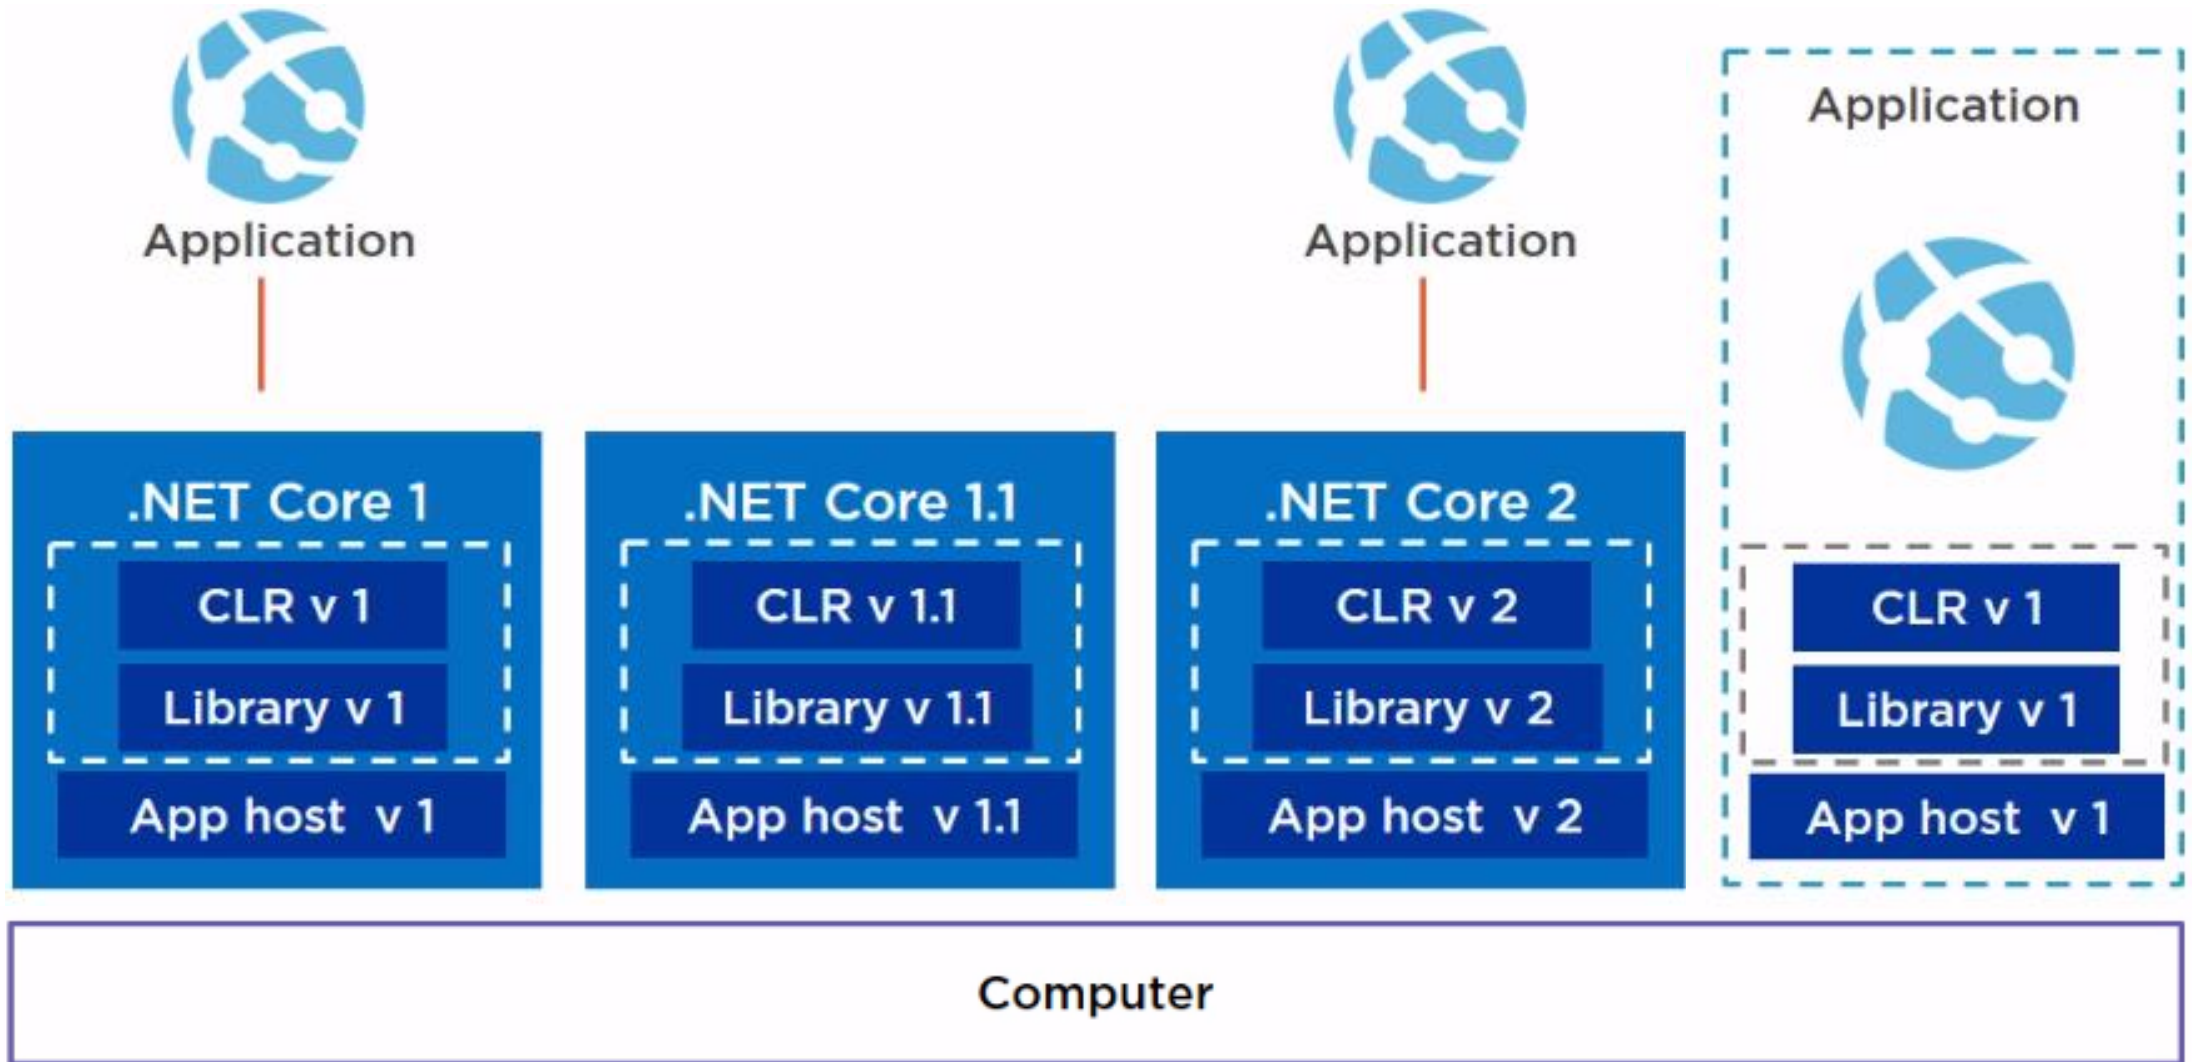 Application
Application
Application
.NET Core 1
CLR v 1
Library v 1
App host v 1
.NET Core 1.1
CLR v 1.1
Library v 1.1
App host v 1.1
.NET Core 2
CLR v 2
Library v 2
App host v 2
CLR v 1
Library v 1
App host v 1
Computer